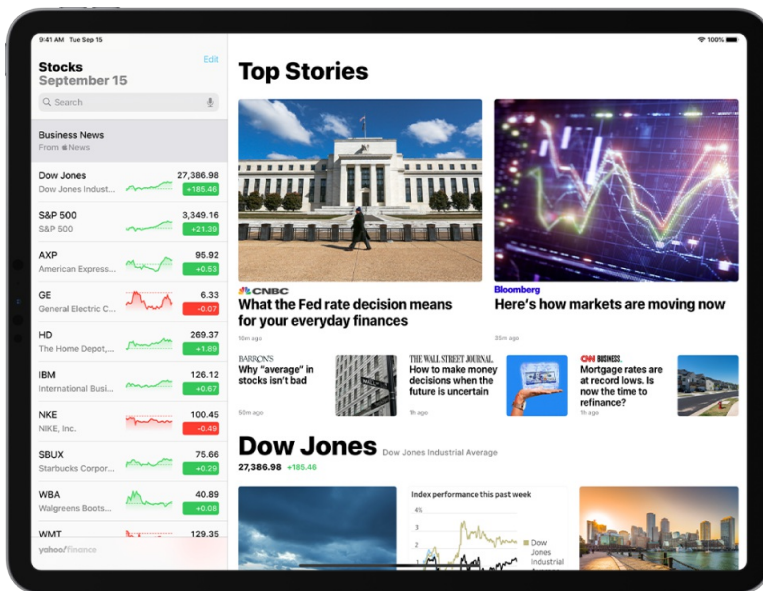 9:41 AM Tue Sep 15
100%
Edit
Stocks
September 15
Search
Business News
From News
Dow Jones
27,386.98
Dow Jones Indust...
+185.46
S&P 500
3,349.16
S&P 500
+21.39
AXP
95.92
American Express...
+0.53
GE
6.33
General Electric C...
-0.07
HD
269.37
The Home Depot,...
+1.89
IBM
126.12
International Busi...
+0.67
NKE
100.45
NIKE, Inc.
-0.49
SBUX
75.66
Starbucks Corpor...
+0.29
WBA
40.89
Walgreens Boots...
+0.08
WMT
129.35
yahoo!finance
Top Stories
CNBC
What the Fed rate decision means
for your everyday finances
15m ago
Bloomberg
Here's how markets are moving now
35m ago
BARRON'S
Why "average" in
stocks isn't bad
50m ago
THE WALL STREET JOURNAL.
How to make money
decisions when the
future is uncertain
1h ago
CNN BUSINESS
Mortgage rates are
at record lows. Is
now the time to
refinance?
1h ago
Dow Jones Dow Jones Industrial Average
27,386.98 +185.46
Index performance this past week
4%
3
2
1
Dow
Jones
Industrial